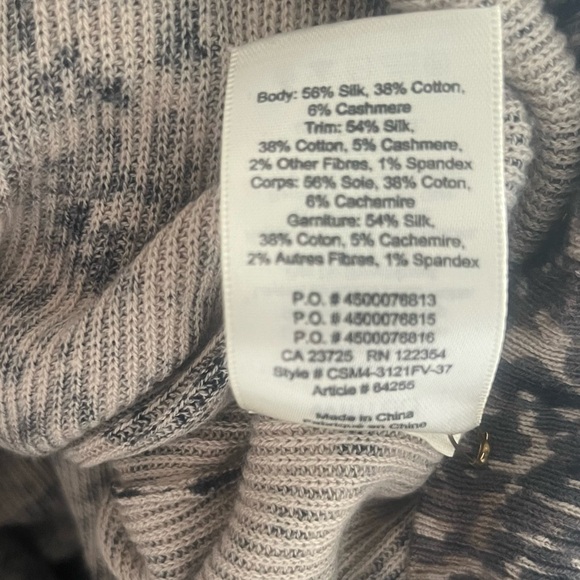 Body: 56% Silk, 38% Cotton,
6% Cashmere
Trim: 54% Silk,
38% Cotton, 5% Cashmere,
2% Other Fibres, 1% Spandex
Corps: 56% Soie, 38% Coton,
6% Cachemire
Garniture: 54% Silk,
38% Coton, 5% Cachemire,
2% Autres Fibres, 1% Spandex
P.O. # 4500076813
P.O. # 4500076815
P.O. # 4500076816
CA 23725 RN 122354
Style # CSM4-3121FV-37
Article # 64255
Made in China
Fabriqué en Chine